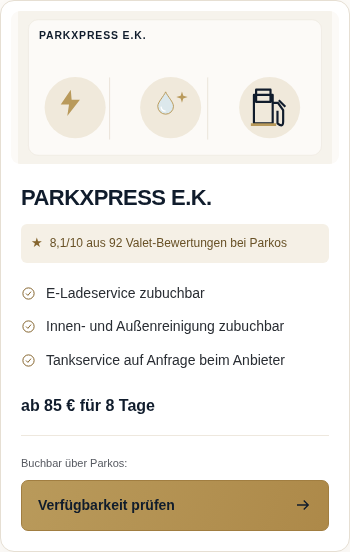 PARKXPRESS E.K.
PARKXPRESS E.K.
★ 8,1/10 aus 92 Valet-Bewertungen bei Parkos
E-Ladeservice zubuchbar
Innen- und Außenreinigung zubuchbar
Tankservice auf Anfrage beim Anbieter
ab 85 € für 8 Tage
Buchbar über Parkos:
Verfügbarkeit prüfen →